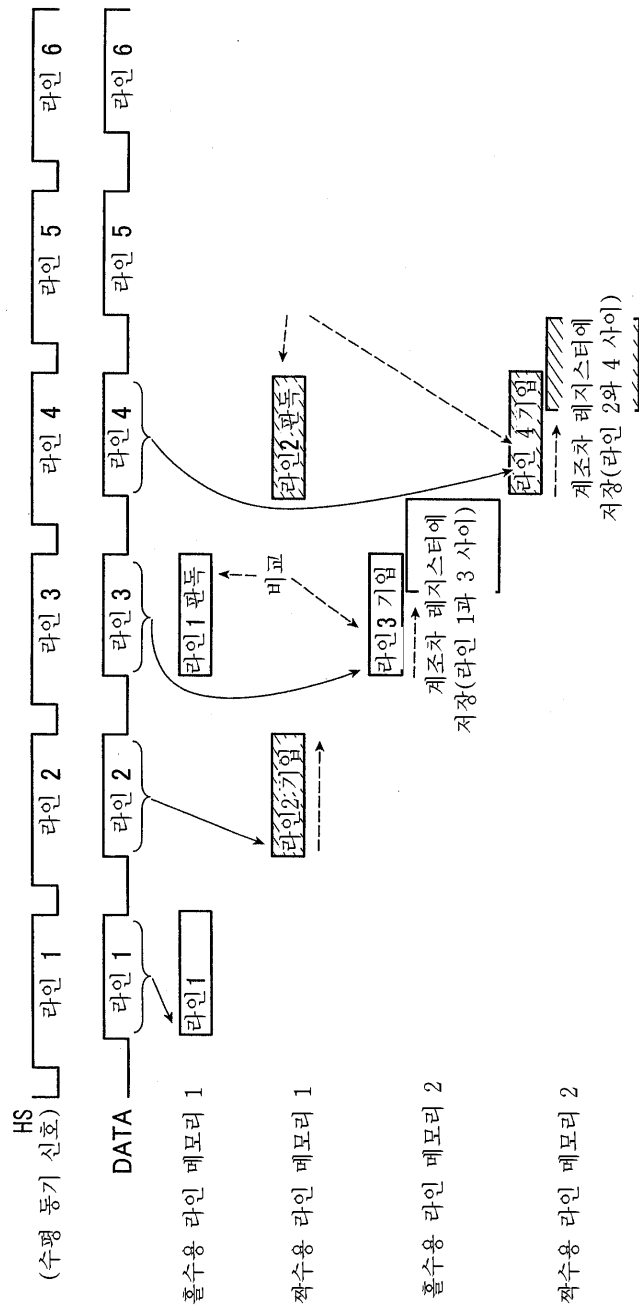 HS
(수평 동기 신호)
라인 1 라인 2 라인 3 라인 4 라인 5 라인 6
DATA
라인 1 라인 2 라인 3 라인 4 라인 5 라인 6
홀수용 라인 메모리 1
라인1
라인1 판독
짝수용 라인 메모리 1
라인2 기입
라인2 판독
비교
홀수용 라인 메모리 2
라인3 기입
계조차 레지스터에
저장(라인 1과 3 사이)
짝수용 라인 메모리 2
라인 4 기입
계조차 레지스터에
저장(라인 2와 4 사이)